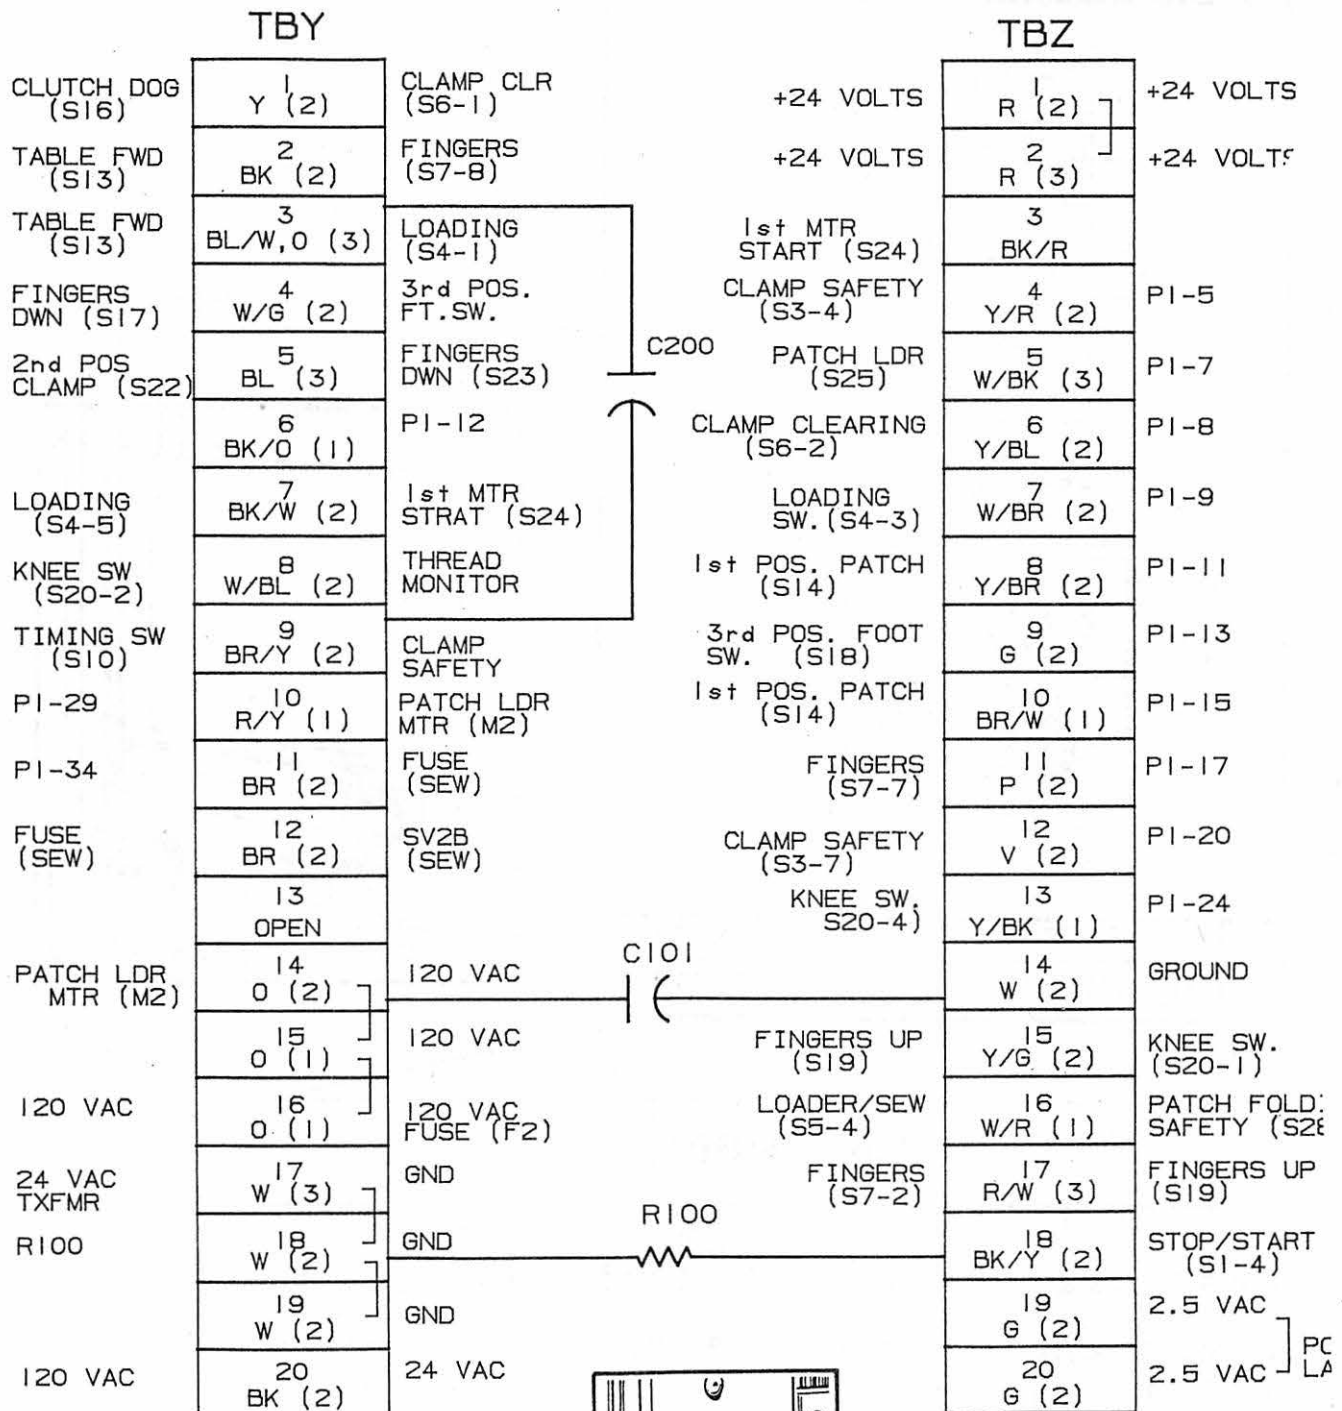 TBY
TBZ
CLUTCH DOG
(S16)
1
Y (2)
CLAMP CLR
(S6-1)
TABLE FWD
(S13)
2
BK (2)
FINGERS
(S7-8)
TABLE FWD
(S13)
3
BL/W,O (3)
LOADING
(S4-1)
FINGERS
DWN (S17)
4
W/G (2)
3rd POS.
FT.SW.
2nd POS
CLAMP (S22)
5
BL (3)
FINGERS
DWN (S23)
6
BK/O (1)
P1-12
LOADING
(S4-5)
7
BK/W (2)
1st MTR
STRAT (S24)
KNEE SW
(S20-2)
8
W/BL (2)
THREAD
MONITOR
TIMING SW
(S10)
9
BR/Y (2)
CLAMP
SAFETY
P1-29
10
R/Y (1)
PATCH LDR
MTR (M2)
P1-34
11
BR (2)
FUSE
(SEW)
FUSE
(SEW)
12
BR (2)
SV2B
(SEW)
13
OPEN
PATCH LDR
MTR (M2)
14
O (2)
120 VAC
15
O (1)
120 VAC
120 VAC
16
O (1)
120 VAC
FUSE (F2)
24 VAC
TXFMR
17
W (3)
GND
R100
18
W (2)
GND
19
W (2)
GND
120 VAC
20
BK (2)
24 VAC
C200
C101
R100
+24 VOLTS
1
R (2)
+24 VOLTS
+24 VOLTS
2
R (3)
+24 VOLTS
1st MTR
START (S24)
3
BK/R
CLAMP SAFETY
(S3-4)
4
Y/R (2)
P1-5
PATCH LDR
(S25)
5
W/BK (3)
P1-7
CLAMP CLEARING
(S6-2)
6
Y/BL (2)
P1-8
LOADING
SW. (S4-3)
7
W/BR (2)
P1-9
1st POS. PATCH
(S14)
8
Y/BR (2)
P1-11
3rd POS. FOOT
SW. (S18)
9
G (2)
P1-13
1st POS. PATCH
(S14)
10
BR/W (1)
P1-15
FINGERS
(S7-7)
11
P (2)
P1-17
CLAMP SAFETY
(S3-7)
12
V (2)
P1-20
KNEE SW.
S20-4)
13
Y/BK (1)
P1-24
14
W (2)
GROUND
FINGERS UP
(S19)
15
Y/G (2)
KNEE SW.
(S20-1)
LOADER/SEW
(S5-4)
16
W/R (1)
PATCH FOLD
SAFETY
FINGERS
(S7-2)
17
R/W (3)
FINGERS UP
(S19)
18
BK/Y (2)
STOP/START
(S1-4)
19
G (2)
2.5 VAC
20
G (2)
2.5 VAC